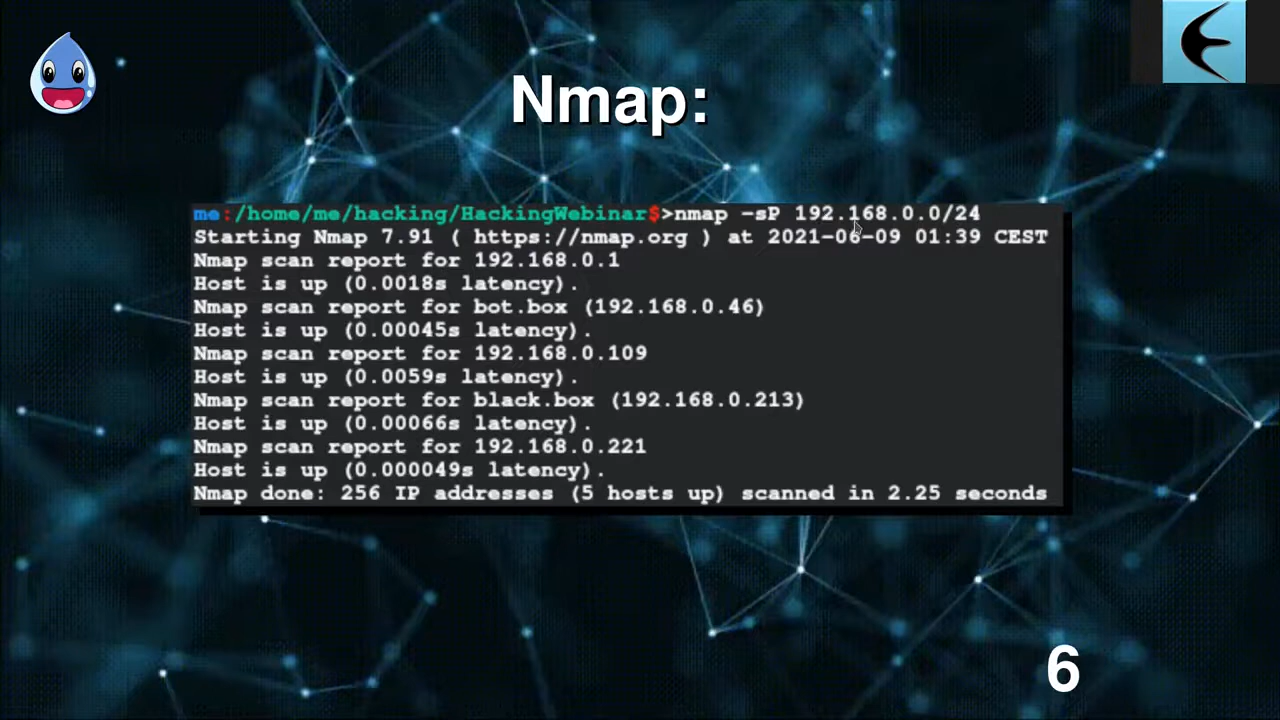 Nmap:
me:/home/me/hacking/HackingWebinar$>nmap -sP 192.168.0.0/24
Starting Nmap 7.91 ( https://nmap.org ) at 2021-06-09 01:39 CEST
Nmap scan report for 192.168.0.1
Host is up (0.0018s latency).
Nmap scan report for bot.box (192.168.0.46)
Host is up (0.00045s latency).
Nmap scan report for 192.168.0.109
Host is up (0.0059s latency).
Nmap scan report for black.box (192.168.0.213)
Host is up (0.00066s latency).
Nmap scan report for 192.168.0.221
Host is up (0.000049s latency).
Nmap done: 256 IP addresses (5 hosts up) scanned in 2.25 seconds
6